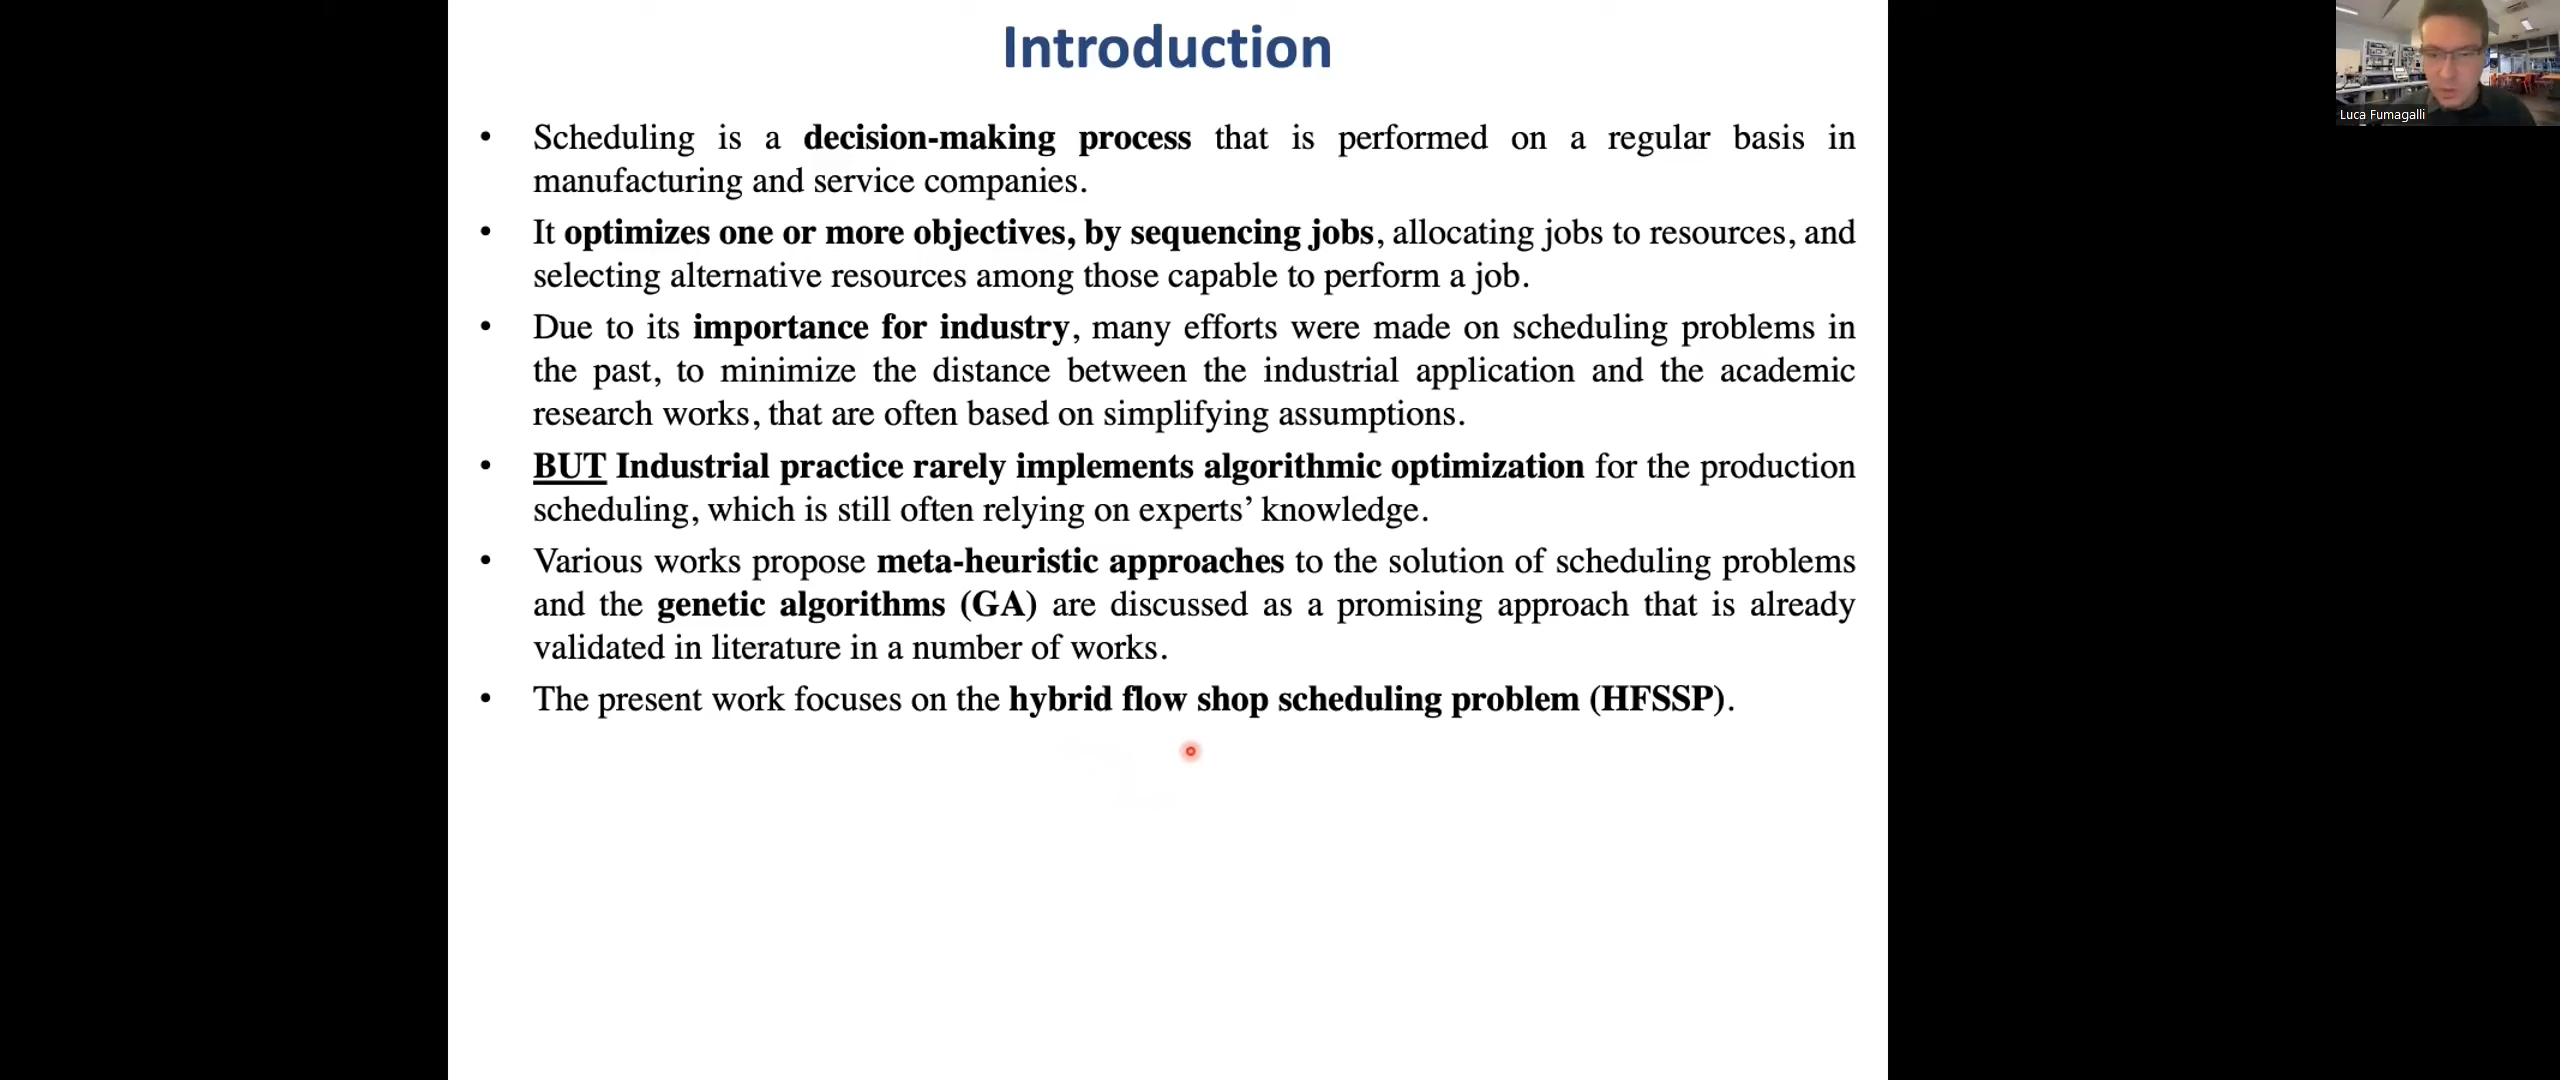 Introduction
Luca Fumagalli
• Scheduling is a decision-making process that is performed on a regular basis in
manufacturing and service companies.
• It optimizes one or more objectives, by sequencing jobs, allocating jobs to resources, and
selecting alternative resources among those capable to perform a job.
• Due to its importance for industry, many efforts were made on scheduling problems in
the past, to minimize the distance between the industrial application and the academic
research works, that are often based on simplifying assumptions.
• BUT Industrial practice rarely implements algorithmic optimization for the production
scheduling, which is still often relying on experts’ knowledge.
• Various works propose meta-heuristic approaches to the solution of scheduling problems
and the genetic algorithms (GA) are discussed as a promising approach that is already
validated in literature in a number of works.
• The present work focuses on the hybrid flow shop scheduling problem (HFSSP).